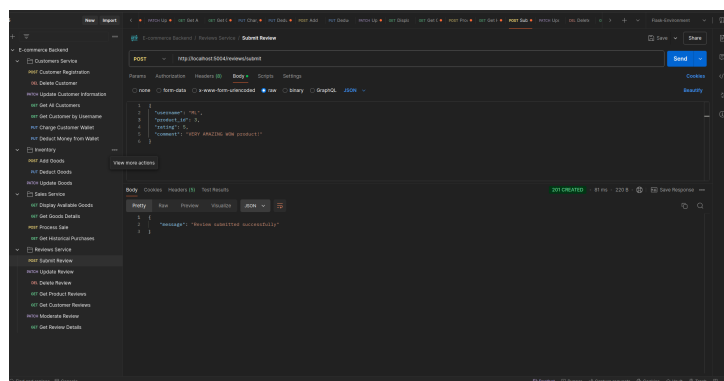 New Import
E-commerce Backend / Reviews Service / Submit Review
Save
Share
E-commerce Backend
Customers Service
POST Customer Registration
DEL Delete Customer
PATCH Update Customer Information
GET Get All Customers
GET Get Customer by Username
PUT Charge Customer Wallet
PUT Deduct Money from Wallet
Inventory
POST Add Goods
PUT Deduct Goods
PATCH Update Goods
Sales Service
GET Display Available Goods
GET Get Goods Details
POST Process Sale
GET Get Historical Purchases
Reviews Service
POST Submit Review
PATCH Update Review
DEL Delete Review
GET Get Product Reviews
GET Get Customer Reviews
PATCH Moderate Review
GET Get Review Details
View more actions
POST http://localhost:5004/reviews/submit Send
Params Authorization Headers (8) Body Scripts Settings Cookies
none form-data x-www-form-urlencoded raw binary GraphQL JSON Beautify
1 {
2
3 "product_id": 3,
4 "rating": 5,
5 "comment": "VERY AMAZING WOW product!"
6 }
Body Cookies Headers (5) Test Results 201 CREATED 81 ms 220 B Save Response
Pretty Raw Preview Visualize JSON
1 {
2 "message": "Review submitted successfully"
3 }